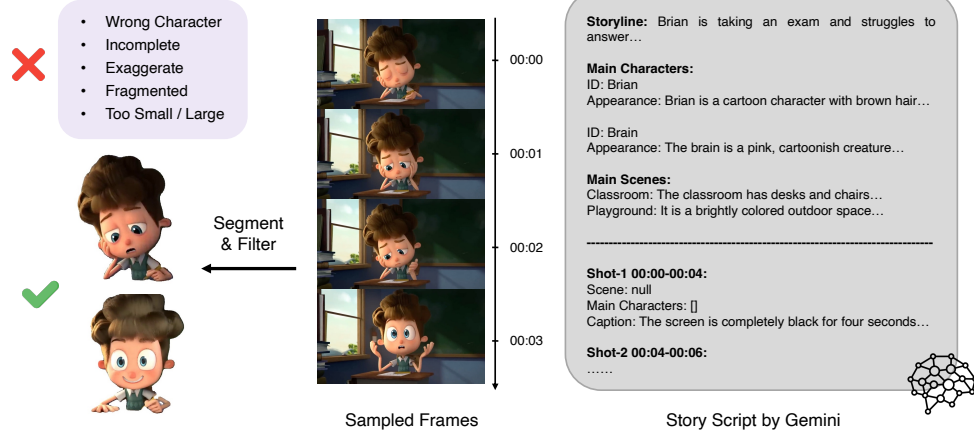 • Wrong Character
• Incomplete
• Exaggerate
• Fragmented
• Too Small / Large
Segment
& Filter
00:00
00:01
00:02
00:03
Sampled Frames
Storyline: Brian is taking an exam and struggles to
answer…
Main Characters:
ID: Brian
Appearance: Brian is a cartoon character with brown hair…
ID: Brain
Appearance: The brain is a pink, cartoonish creature…
Main Scenes:
Classroom: The classroom has desks and chairs…
Playground: It is a brightly colored outdoor space…
--------------------------------------------------------------------------------
Shot-1 00:00-00:04:
Scene: null
Main Characters: []
Caption: The screen is completely black for four seconds…
Shot-2 00:04-00:06:
……
Story Script by Gemini